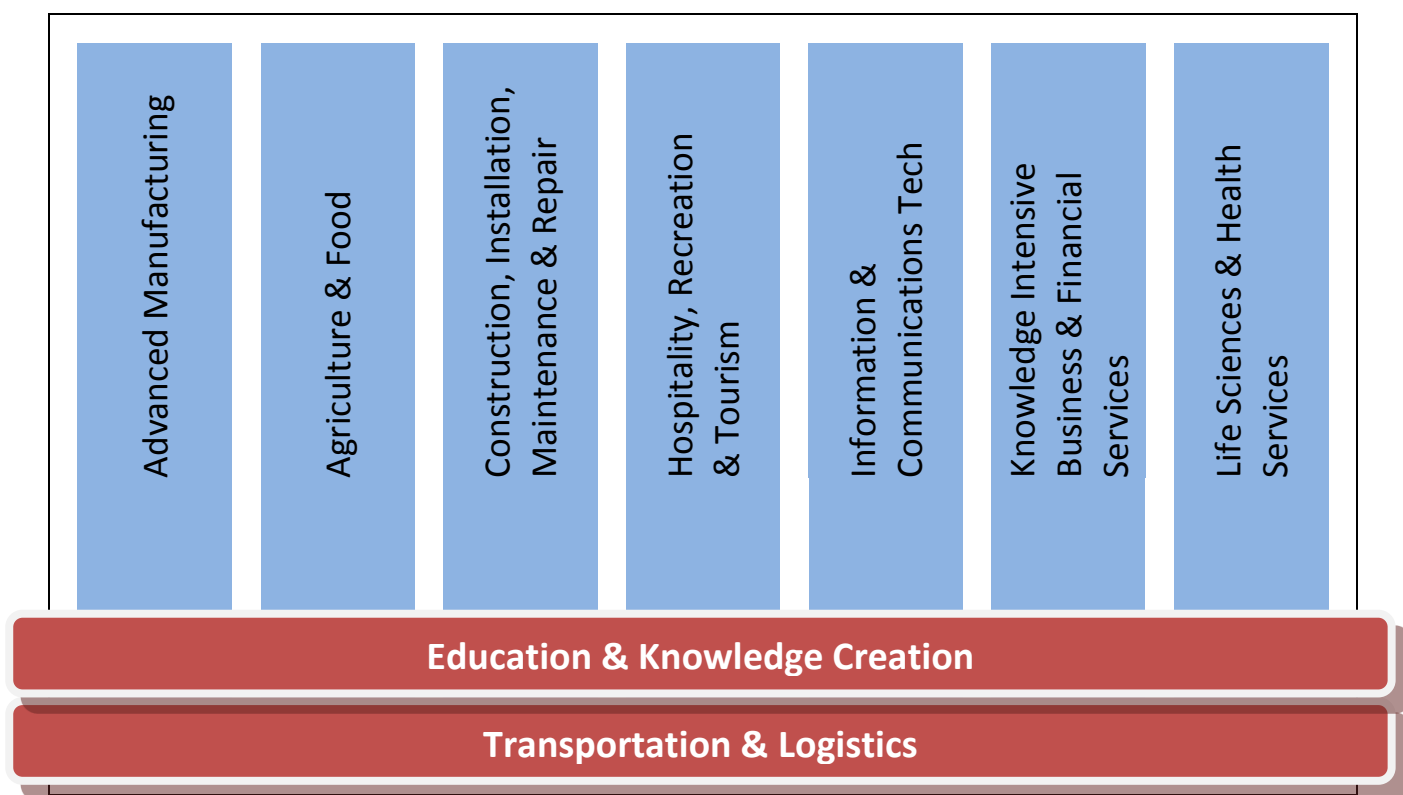 Advanced Manufacturing
Agriculture & Food
Construction, Installation,
Maintenance & Repair
Hospitality, Recreation
& Tourism
Information &
Communications Tech
Knowledge Intensive
Business & Financial
Services
Life Sciences & Health
Services
Education & Knowledge Creation
Transportation & Logistics